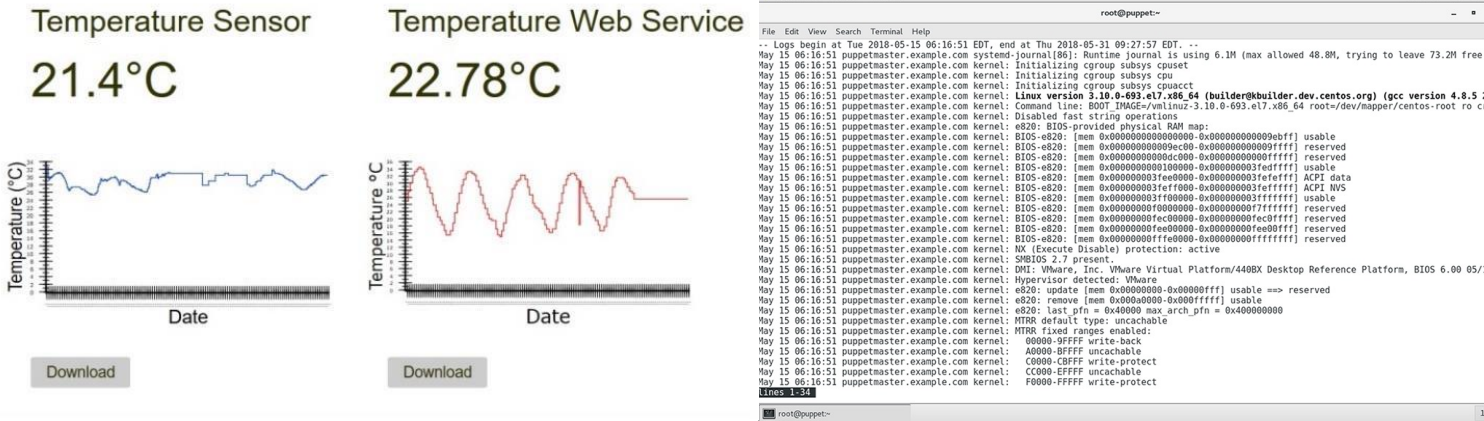 Temperature Sensor
21.4°C
Temperature (°C)
Date
Download
Temperature Web Service
22.78°C
Temperature °C
Date
Download
root@puppet:~
File Edit View Search Terminal Help
-- Logs begin at Tue 2018-05-15 06:16:51 EDT, end at Thu 2018-05-31 09:27:57 EDT. --
May 15 06:16:51 puppetmaster.example.com systemd-journal[86]: Runtime journal is using 6.1M (max allowed 48.8M, trying to leave 73.2M free
May 15 06:16:51 puppetmaster.example.com kernel: Initializing cgroup subsys cpuset
May 15 06:16:51 puppetmaster.example.com kernel: Initializing cgroup subsys cpu
May 15 06:16:51 puppetmaster.example.com kernel: Initializing cgroup subsys cpuacct
May 15 06:16:51 puppetmaster.example.com kernel: Linux version 3.10.0-693.el7.x86_64 (builder@kbuilder.dev.centos.org) (gcc version 4.8.5
May 15 06:16:51 puppetmaster.example.com kernel: Command line: BOOT_IMAGE=/vmlinuz-3.10.0-693.el7.x86_64 root=/dev/mapper/centos-root ro
May 15 06:16:51 puppetmaster.example.com kernel: Disabled fast string operations
May 15 06:16:51 puppetmaster.example.com kernel: e820: BIOS-provided physical RAM map:
May 15 06:16:51 puppetmaster.example.com kernel: BIOS-e820: [mem 0x0000000000000000-0x000000000009ebff] usable
May 15 06:16:51 puppetmaster.example.com kernel: BIOS-e820: [mem 0x000000000009ec00-0x000000000009ffff] reserved
May 15 06:16:51 puppetmaster.example.com kernel: BIOS-e820: [mem 0x00000000000dc000-0x00000000000fffff] reserved
May 15 06:16:51 puppetmaster.example.com kernel: BIOS-e820: [mem 0x0000000000100000-0x000000003fedffff] usable
May 15 06:16:51 puppetmaster.example.com kernel: BIOS-e820: [mem 0x000000003fee0000-0x000000003fefefff] ACPI data
May 15 06:16:51 puppetmaster.example.com kernel: BIOS-e820: [mem 0x000000003feff000-0x000000003fefffff] ACPI NVS
May 15 06:16:51 puppetmaster.example.com kernel: BIOS-e820: [mem 0x000000003ff00000-0x000000003fffffff] usable
May 15 06:16:51 puppetmaster.example.com kernel: BIOS-e820: [mem 0x00000000f0000000-0x00000000f7ffffff] reserved
May 15 06:16:51 puppetmaster.example.com kernel: BIOS-e820: [mem 0x00000000fec00000-0x00000000fec0ffff] reserved
May 15 06:16:51 puppetmaster.example.com kernel: BIOS-e820: [mem 0x00000000fee00000-0x00000000fee00fff] reserved
May 15 06:16:51 puppetmaster.example.com kernel: BIOS-e820: [mem 0x00000000fffe0000-0x00000000ffffffff] reserved
May 15 06:16:51 puppetmaster.example.com kernel: NX (Execute Disable) protection: active
May 15 06:16:51 puppetmaster.example.com kernel: SMBIOS 2.7 present.
May 15 06:16:51 puppetmaster.example.com kernel: DMI: VMware, Inc. VMware Virtual Platform/440BX Desktop Reference Platform, BIOS 6.00 05/
May 15 06:16:51 puppetmaster.example.com kernel: Hypervisor detected: VMware
May 15 06:16:51 puppetmaster.example.com kernel: e820: update [mem 0x00000000-0x00000fff] usable ==> reserved
May 15 06:16:51 puppetmaster.example.com kernel: e820: remove [mem 0x000a0000-0x000fffff] usable
May 15 06:16:51 puppetmaster.example.com kernel: e820: last_pfn = 0x40000 max_arch_pfn = 0x400000000
May 15 06:16:51 puppetmaster.example.com kernel: MTRR default type: uncachable
May 15 06:16:51 puppetmaster.example.com kernel: MTRR fixed ranges enabled:
May 15 06:16:51 puppetmaster.example.com kernel: 00000-9FFFF write-back
May 15 06:16:51 puppetmaster.example.com kernel: A0000-BFFFF uncachable
May 15 06:16:51 puppetmaster.example.com kernel: C0000-CBFFF write-protect
May 15 06:16:51 puppetmaster.example.com kernel: CC000-EFFFF uncachable
May 15 06:16:51 puppetmaster.example.com kernel: F0000-FFFFF write-protect
lines 1-34
root@puppet:~